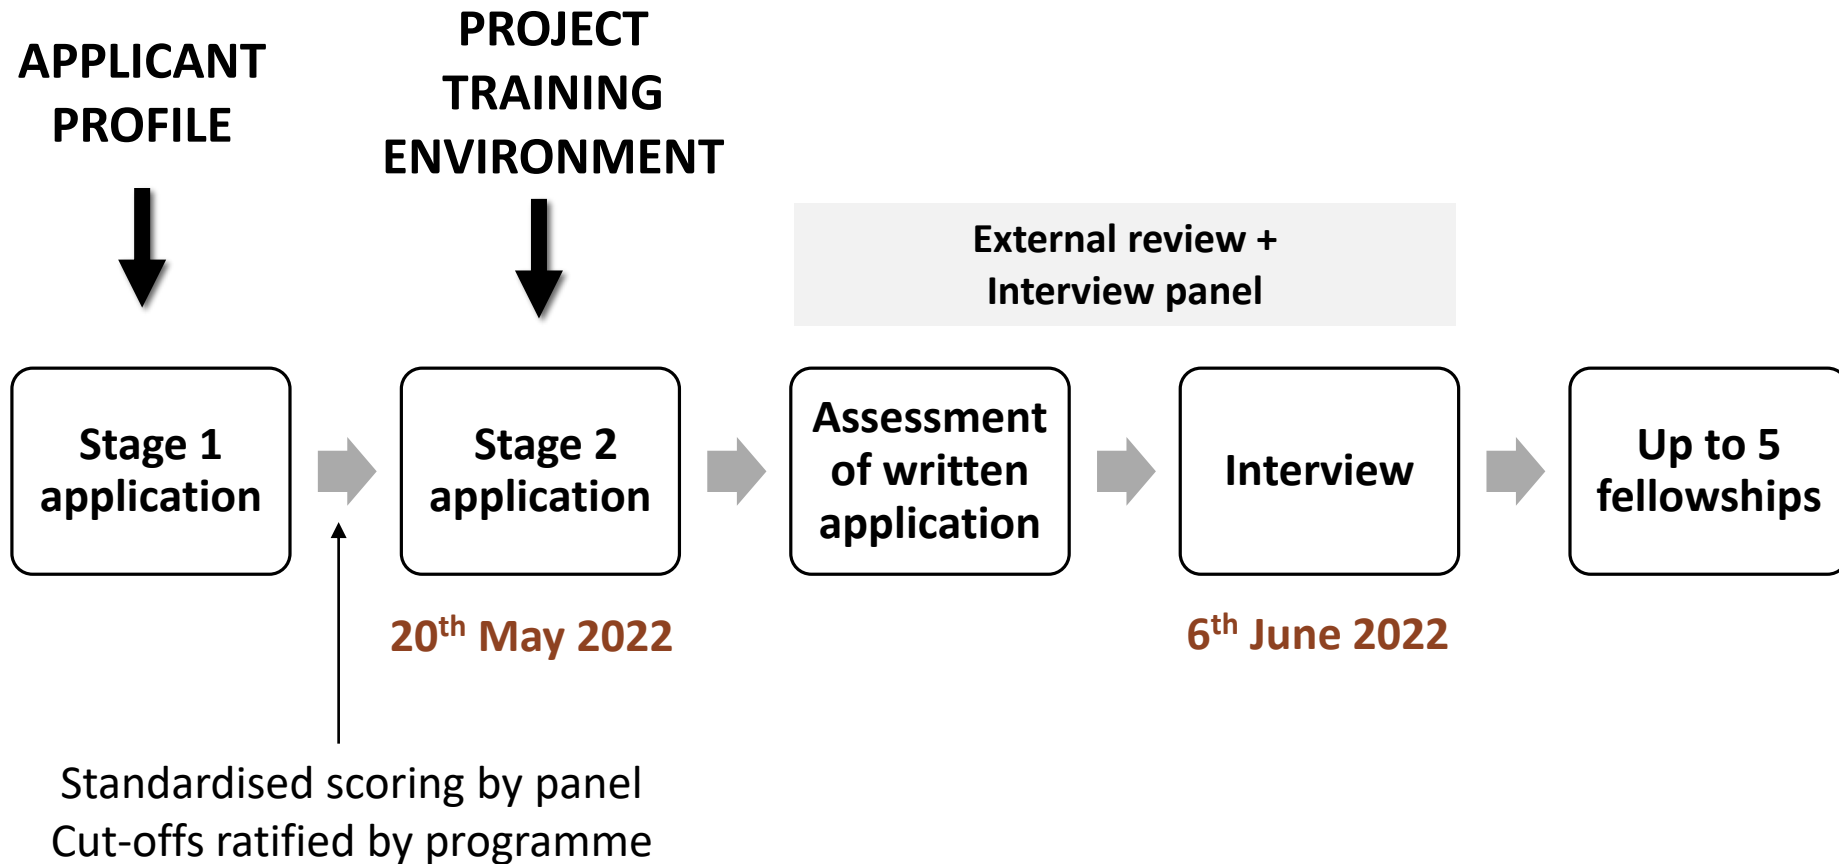 APPLICANT
PROFILE
PROJECT
TRAINING
ENVIRONMENT
External review +
Interview panel
Stage 1
application
Stage 2
application
Assessment
of written
application
Interview
Up to 5
fellowships
20th May 2022
6th June 2022
Standardised scoring by panel
Cut-offs ratified by programme